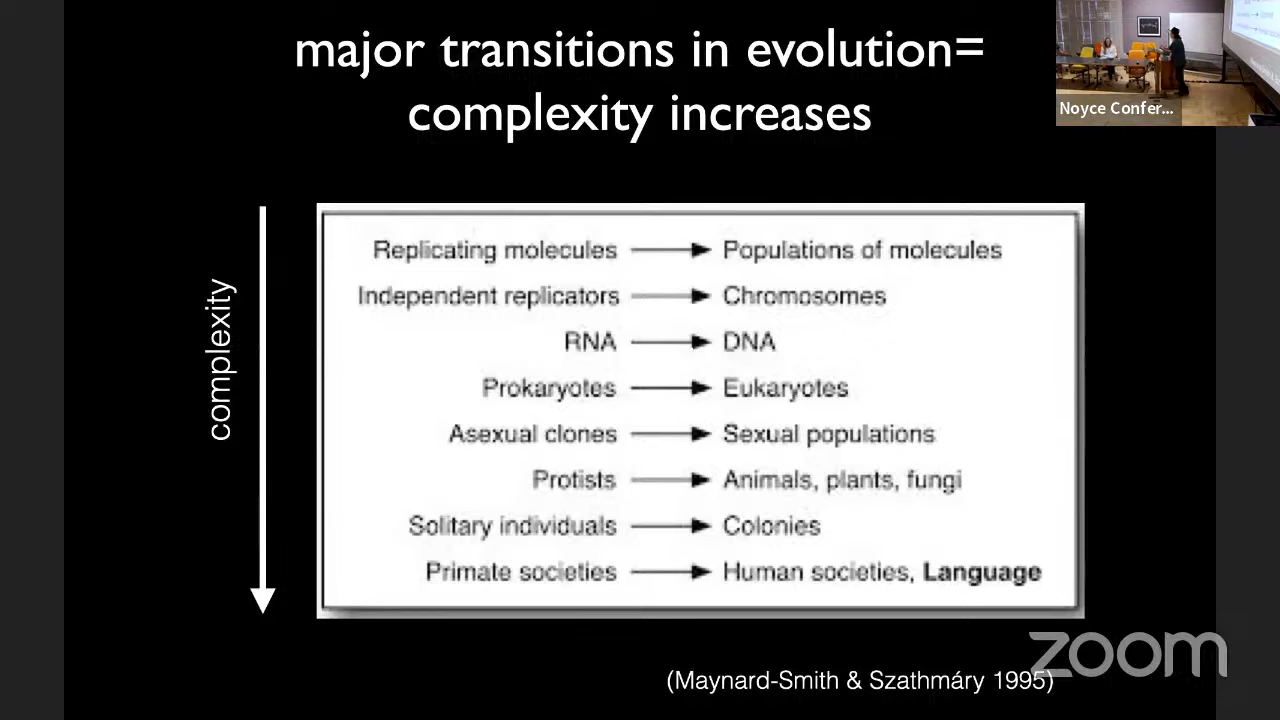 major transitions in evolution=
complexity increases
Noyce Confer...
complexity
Replicating molecules → Populations of molecules
Independent replicators → Chromosomes
RNA → DNA
Prokaryotes → Eukaryotes
Asexual clones → Sexual populations
Protists → Animals, plants, fungi
Solitary individuals → Colonies
Primate societies → Human societies, Language
zoom
(Maynard-Smith & Szathmáry 1995)